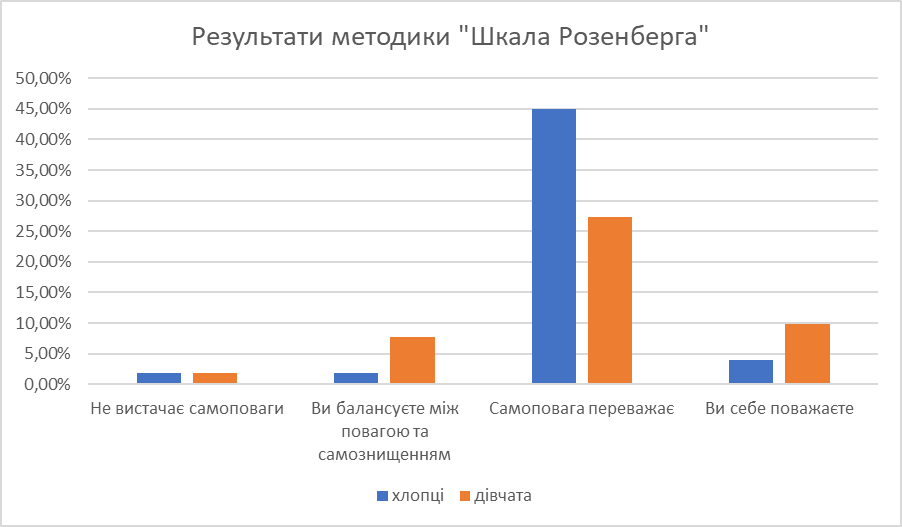 Результати методики "Шкала Розенберга"
50,00%
45,00%
40,00%
35,00%
30,00%
25,00%
20,00%
15,00%
10,00%
5,00%
0,00%
Не вистачає самоповаги
Ви балансуєте між
повагою та
самознищенням
Самоповага переважає
Ви себе поважаєте
хлопці
дівчата